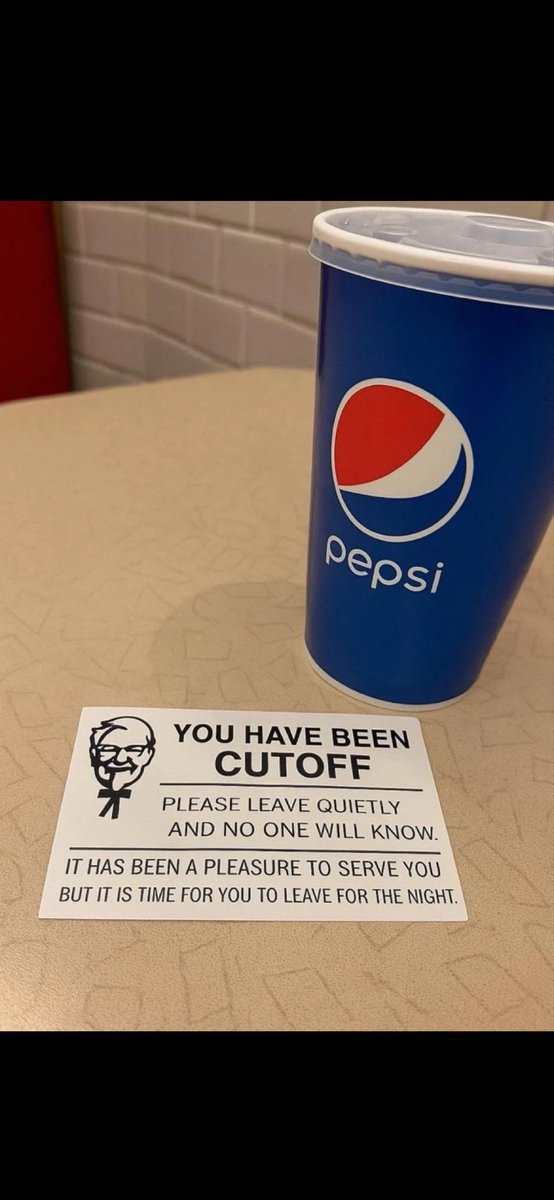 pepsi
YOU HAVE BEEN
CUTOFF
PLEASE LEAVE QUIETLY
AND NO ONE WILL KNOW.
IT HAS BEEN A PLEASURE TO SERVE YOU
BUT IT IS TIME FOR YOU TO LEAVE FOR THE NIGHT.